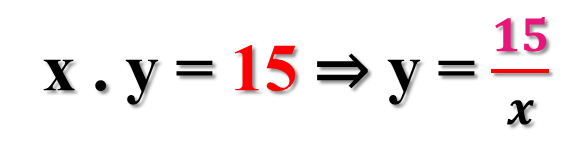 x . y = 15 ⇒ y = 15/x